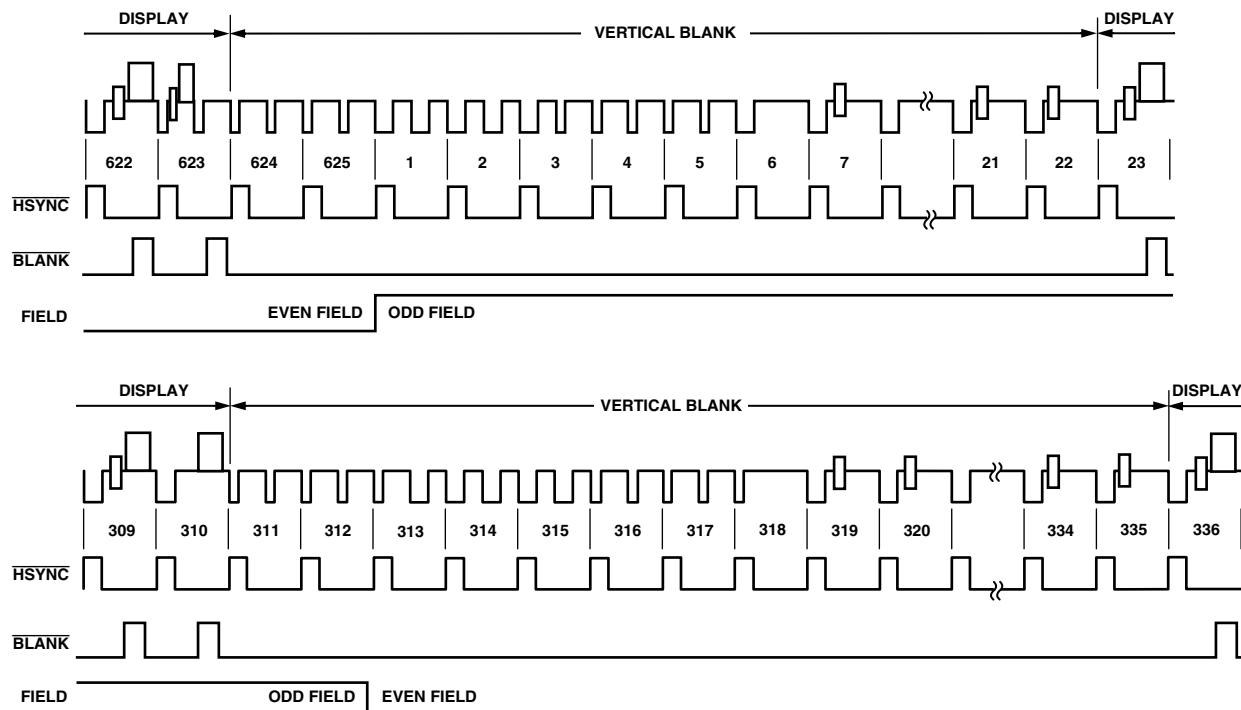 DISPLAY VERTICAL BLANK DISPLAY
622 623 624 625 1 2 3 4 5 6 7 21 22 23
HSYNC
BLANK
FIELD EVEN FIELD ODD FIELD
DISPLAY VERTICAL BLANK DISPLAY
309 310 311 312 313 314 315 316 317 318 319 320 334 335 336
HSYNC
BLANK
FIELD ODD FIELD EVEN FIELD